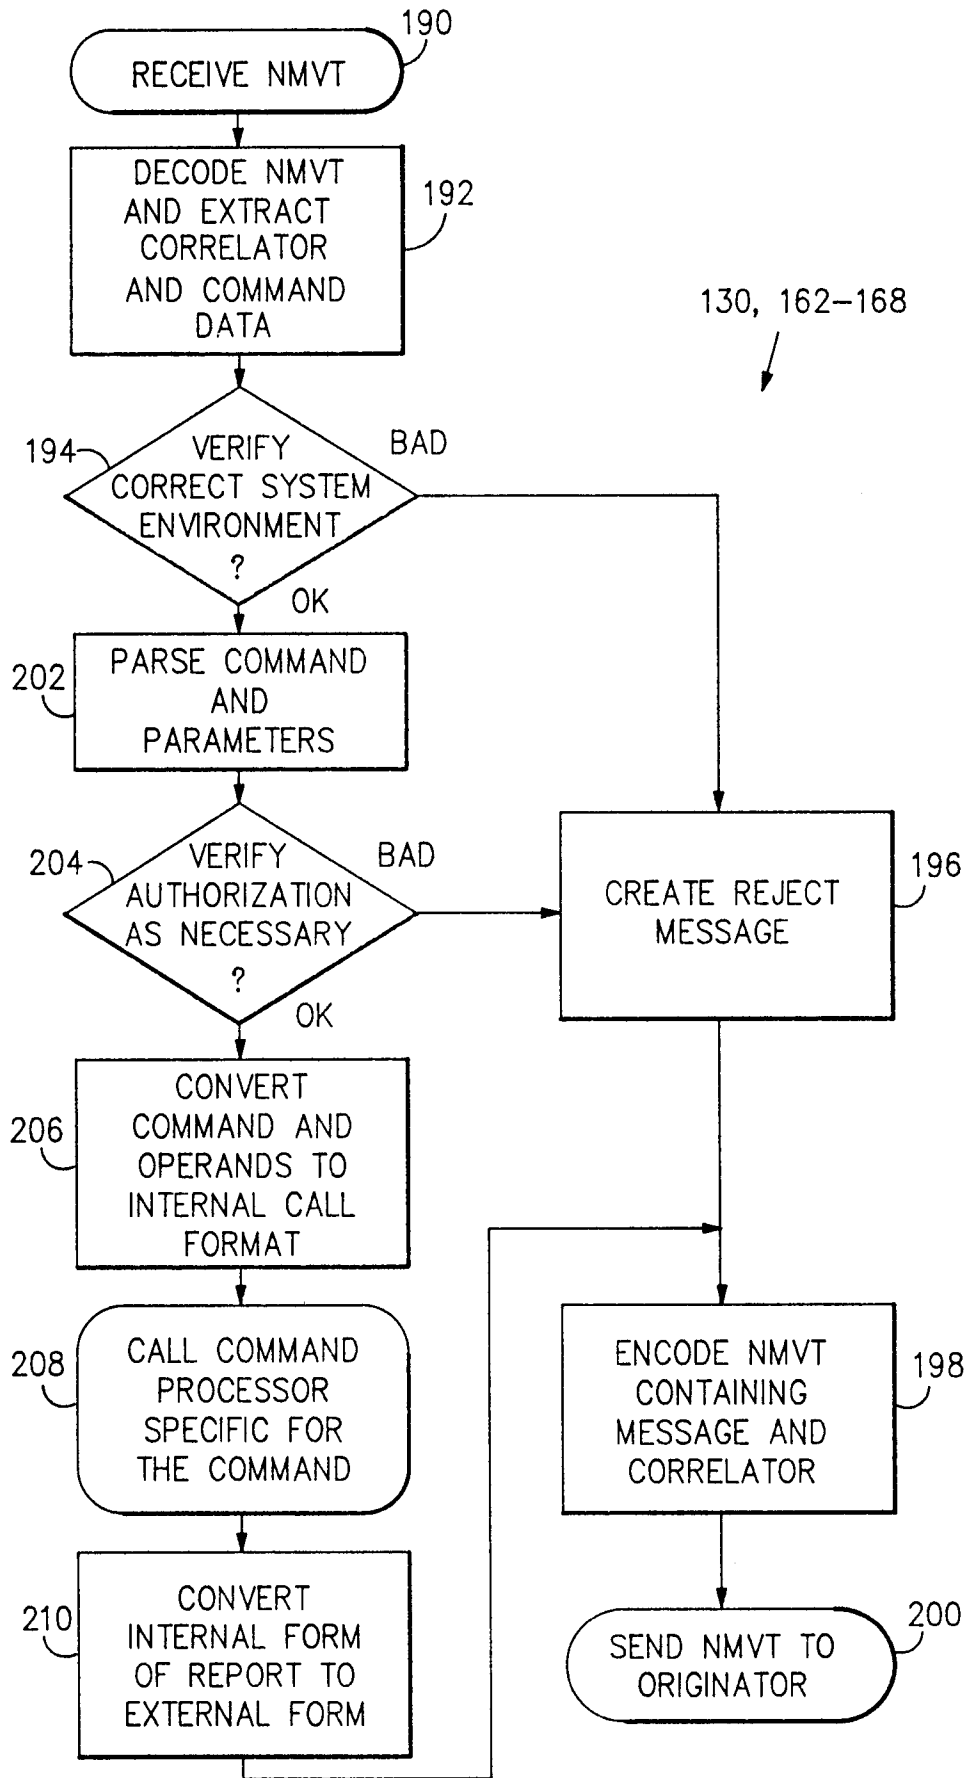 190
RECEIVE NMVT
DECODE NMVT
AND EXTRACT
CORRELATOR
AND COMMAND
DATA
192
130, 162-168
194
VERIFY
CORRECT SYSTEM
ENVIRONMENT
?
BAD
OK
202
PARSE COMMAND
AND
PARAMETERS
204
VERIFY
AUTHORIZATION
AS NECESSARY
?
BAD
OK
CREATE REJECT
MESSAGE
196
206
CONVERT
COMMAND AND
OPERANDS TO
INTERNAL CALL
FORMAT
208
CALL COMMAND
PROCESSOR
SPECIFIC FOR
THE COMMAND
ENCODE NMVT
CONTAINING
MESSAGE AND
CORRELATOR
198
210
CONVERT
INTERNAL FORM
OF REPORT TO
EXTERNAL FORM
SEND NMVT TO
ORIGINATOR
200